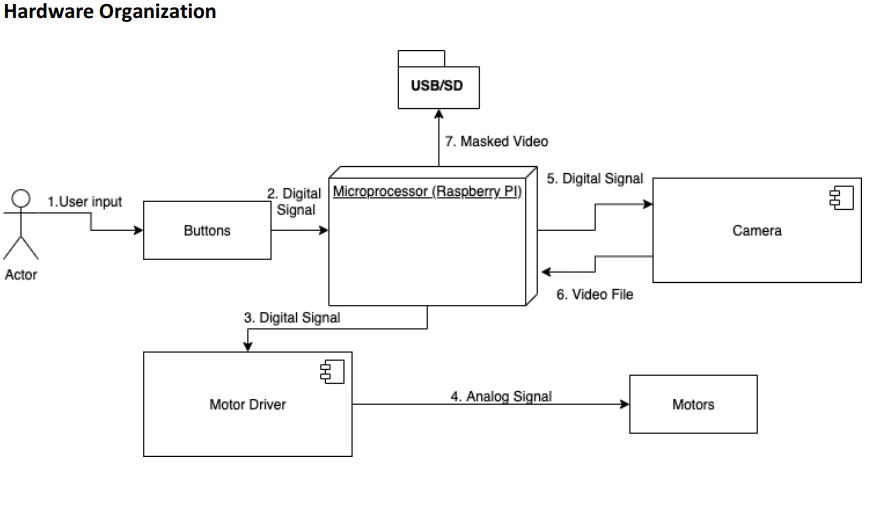 Hardware Organization
USB/SD
7. Masked Video
5. Digital Signal
1.User input
2. Digital
Signal
Microprocessor (Raspberry PI)
Buttons
Camera
Actor
6. Video File
3. Digital Signal
Motor Driver
4. Analog Signal
Motors